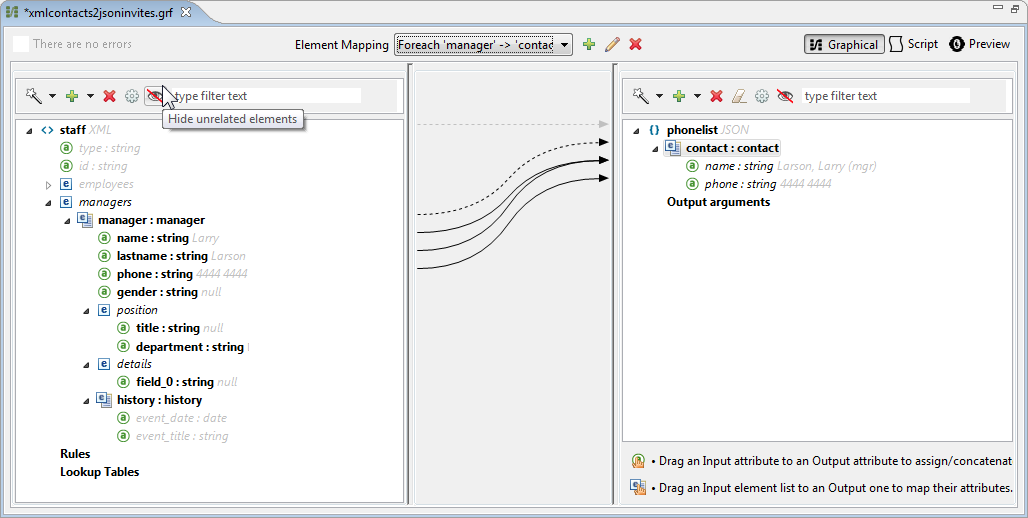 *xmlcontacts2jsoninvites.grf
There are no errors
Element Mapping
Foreach 'manager' -> 'contac
Graphical
Script
Preview
type filter text
Hide unrelated elements
staff XML
type : string
id : string
employees
managers
manager : manager
name : string Larry
lastname : string Larson
phone : string 4444 4444
gender : string null
position
title : string null
department : string
details
field_0 : string null
history : history
event_date : date
event_title : string
Rules
Lookup Tables
type filter text
phonelist JSON
contact : contact
name : string Larson, Larry (mgr)
phone : string 4444 4444
Output arguments
• Drag an Input attribute to an Output attribute to assign/concatenat
• Drag an Input element list to an Output one to map their attributes.